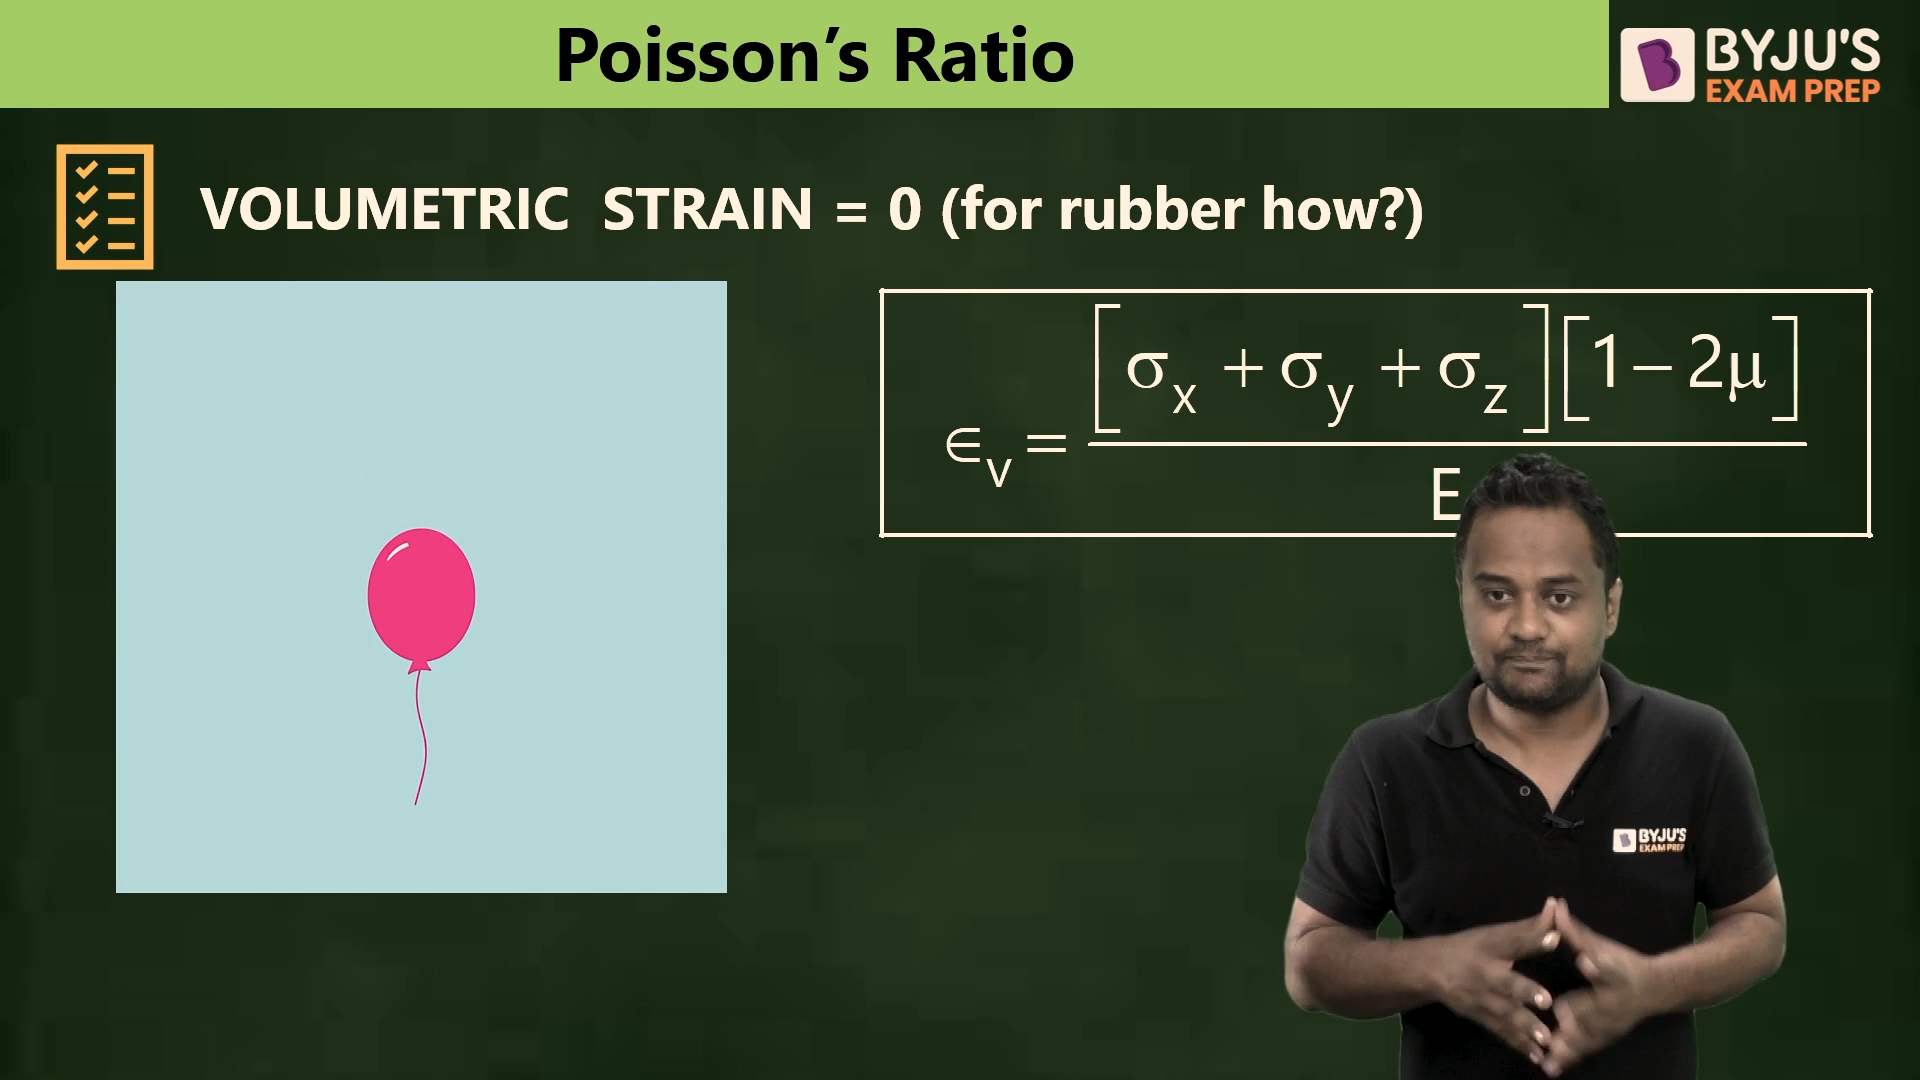 Poisson’s Ratio
BYJU'S
EXAM PREP
VOLUMETRIC STRAIN = 0 (for rubber how?)
∈v = [σx + σy + σz][1 − 2μ] / E
BYJU'S
EXAM PREP